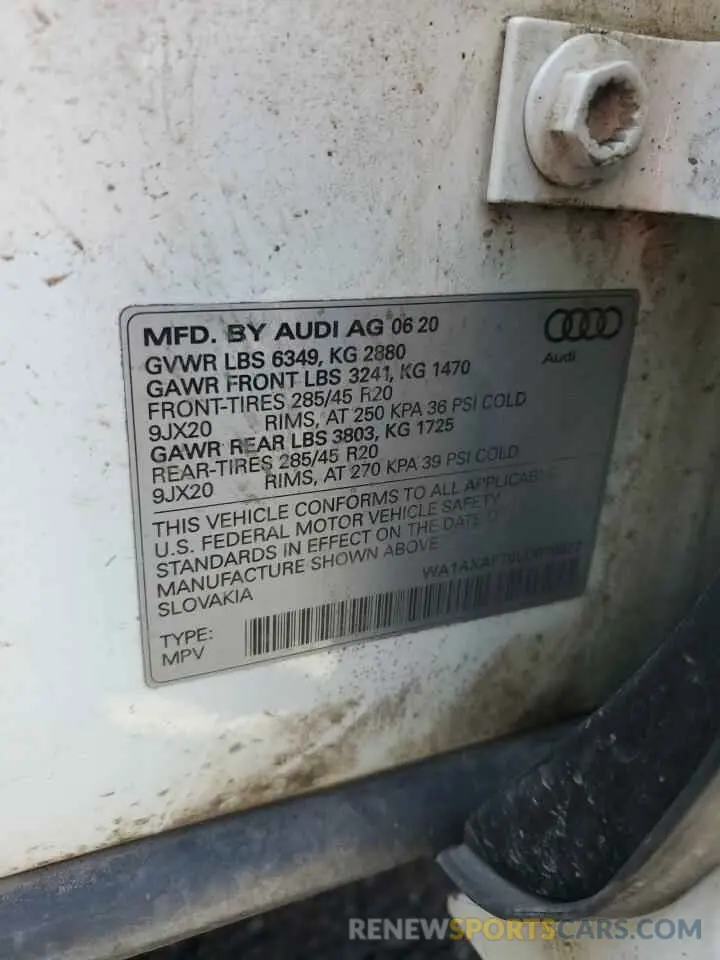 MFD. BY AUDI AG 06 20
Audi
GVWR LBS 6349, KG 2880
GAWR FRONT LBS 3241, KG 1470
FRONT-TIRES 285/45 R20
9JX20 RIMS, AT 250 KPA 36 PSI COLD
GAWR REAR LBS 3803, KG 1725
REAR-TIRES 285/45 R20
9JX20 RIMS, AT 270 KPA 39 PSI COLD
THIS VEHICLE CONFORMS TO ALL APPLICABLE
U.S. FEDERAL MOTOR VEHICLE SAFETY
STANDARDS IN EFFECT ON THE DATE OF
MANUFACTURE SHOWN ABOVE
SLOVAKIA
TYPE:
MPV
RENEWSPORTSCARS.COM